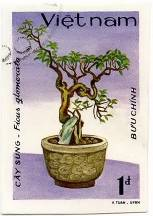 Việt nam
CÂY SUNG - Ficus glomerata
BƯU CHÍNH
1đ